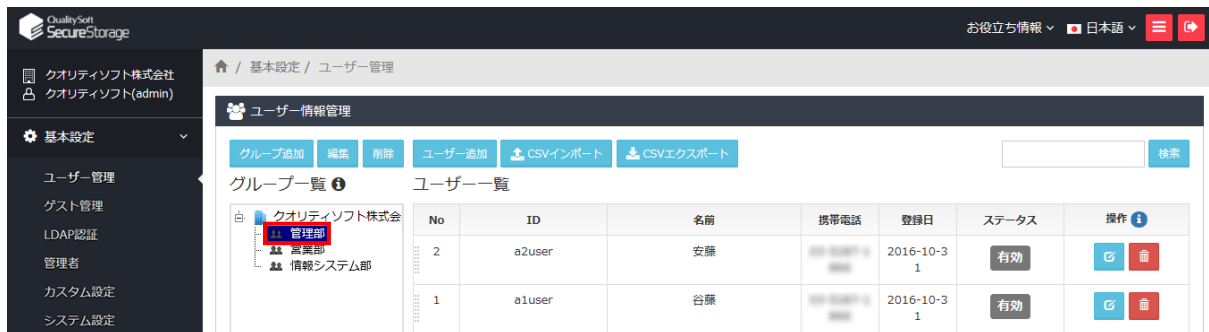 QualitySoft
SecureStorage
お役立ち情報
日本語
クオリティソフト株式会社
クオリティソフト(admin)
基本設定
ユーザー管理
ゲスト管理
LDAP認証
管理者
カスタム設定
システム設定
/ 基本設定 / ユーザー管理
ユーザー情報管理
グループ追加 編集 削除 ユーザー追加 CSVインポート CSVエクスポート 検索
グループ一覧
クオリティソフト株式会
管理部
営業部
情報システム部
ユーザー一覧
No ID 名前 携帯電話 登録日 ステータス 操作
2 a2user 安藤 2016-10-3
1 有効
1 a1user 谷藤 2016-10-3
1 有効